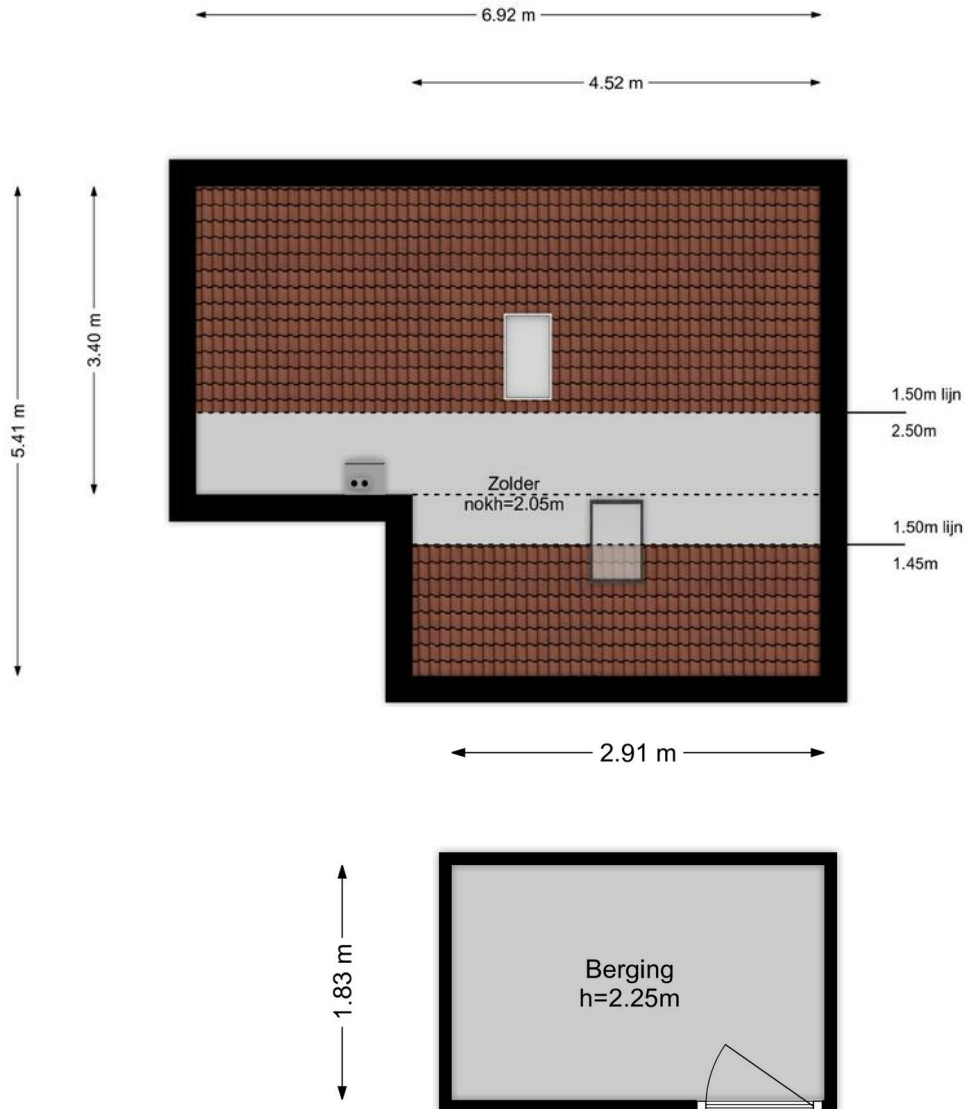 6.92 m
4.52 m
5.41 m
3.40 m
1.50m lijn
2.50m
Zolder
nokh=2.05m
1.50m lijn
1.45m
2.91 m
1.83 m
Berging
h=2.25m